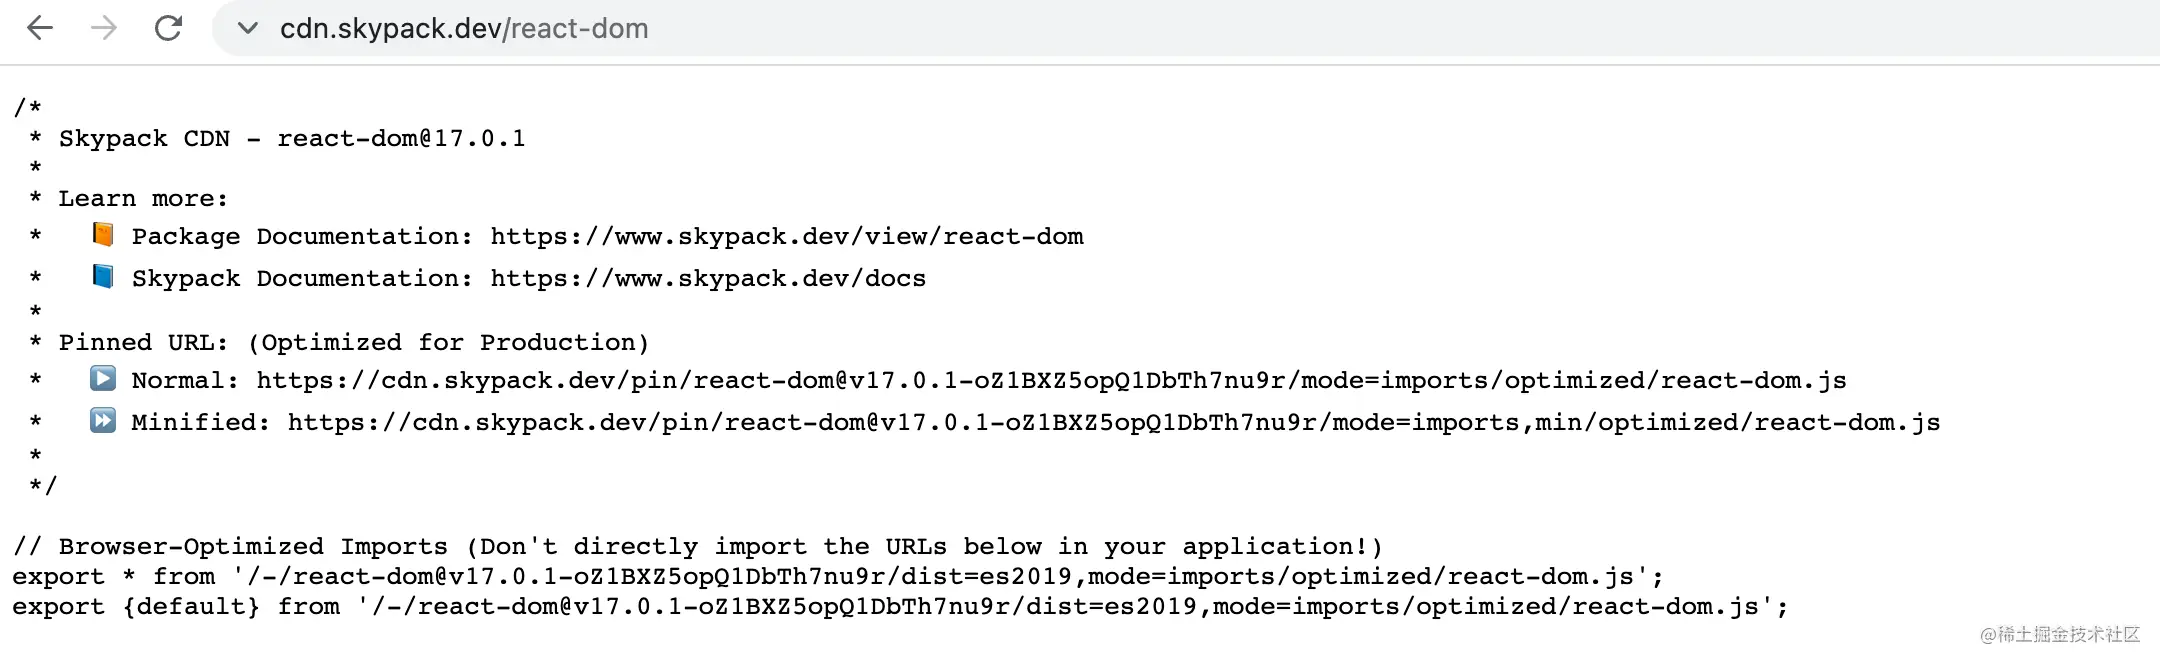 cdn.skypack.dev/react-dom
/*
 * Skypack CDN - react-dom@17.0.1
 *
 * Learn more:
 *   📙 Package Documentation: https://www.skypack.dev/view/react-dom
 *   📘 Skypack Documentation: https://www.skypack.dev/docs
 *
 * Pinned URL: (Optimized for Production)
 *   ▶️ Normal: https://cdn.skypack.dev/pin/react-dom@v17.0.1-oZ1BXZ5opQ1DbTh7nu9r/mode=imports/optimized/react-dom.js
 *   ⏩ Minified: https://cdn.skypack.dev/pin/react-dom@v17.0.1-oZ1BXZ5opQ1DbTh7nu9r/mode=imports,min/optimized/react-dom.js
 *
 */
// Browser-Optimized Imports (Don't directly import the URLs below in your application!)
export * from '/-/react-dom@v17.0.1-oZ1BXZ5opQ1DbTh7nu9r/dist=es2019,mode=imports/optimized/react-dom.js';
export {default} from '/-/react-dom@v17.0.1-oZ1BXZ5opQ1DbTh7nu9r/dist=es2019,mode=imports/optimized/react-dom.js';
@稀土掘金技术社区